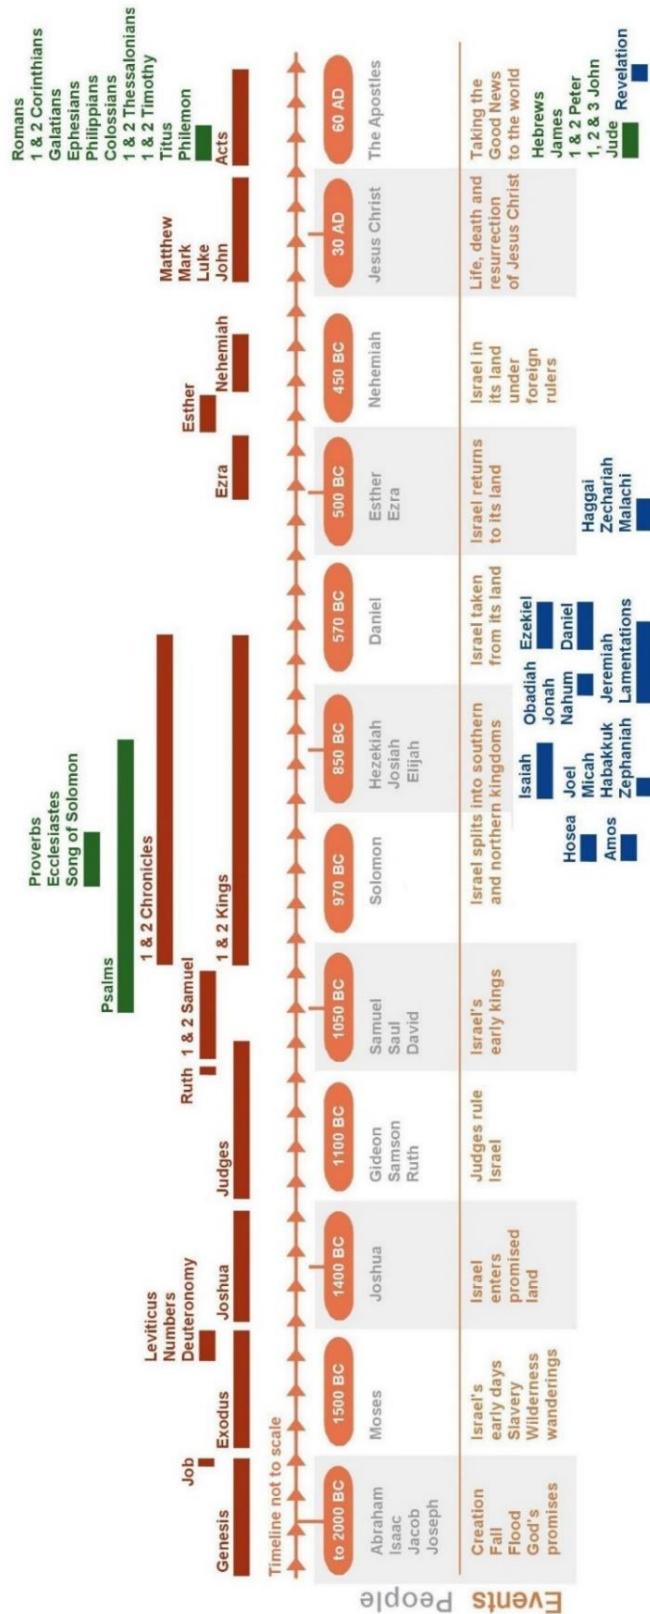 Romans
1 & 2 Corinthians
Galatians
Ephesians
Philippians
Colossians
1 & 2 Thessalonians
1 & 2 Timothy
Titus
Philemon
Proverbs
Ecclesiastes
Song of Solomon
Psalms
Leviticus
Numbers
Deuteronomy
Matthew
Mark
Luke
John
1 & 2 Chronicles
Job
Ruth
1 & 2 Samuel
Esther
Genesis
Exodus
Joshua
Judges
1 & 2 Kings
Ezra
Nehemiah
Acts
Timeline not to scale
to 2000 BC
1500 BC
1400 BC
1100 BC
1050 BC
970 BC
850 BC
570 BC
500 BC
450 BC
30 AD
60 AD
People
Abraham
Isaac
Jacob
Joseph
Moses
Joshua
Gideon
Samson
Ruth
Samuel
Saul
David
Solomon
Hezekiah
Josiah
Elijah
Daniel
Esther
Ezra
Nehemiah
Jesus Christ
The Apostles
Events
Creation
Fall
Flood
God's
promises
Israel's
early days
Slavery
Wilderness
wanderings
Israel
enters
promised
land
Judges rule
Israel
Israel's
early kings
Israel splits into southern
and northern kingdoms
Israel taken
from its land
Israel returns
to its land
Israel in
its land
under
foreign
rulers
Life, death and
resurrection
of Jesus Christ
Taking the
Good News
to the world
Hosea
Amos
Isaiah
Joel
Micah
Habakkuk
Zephaniah
Obadiah
Jonah
Nahum
Jeremiah
Lamentations
Ezekiel
Daniel
Haggai
Zechariah
Malachi
Hebrews
James
1 & 2 Peter
1, 2 & 3 John
Jude
Revelation